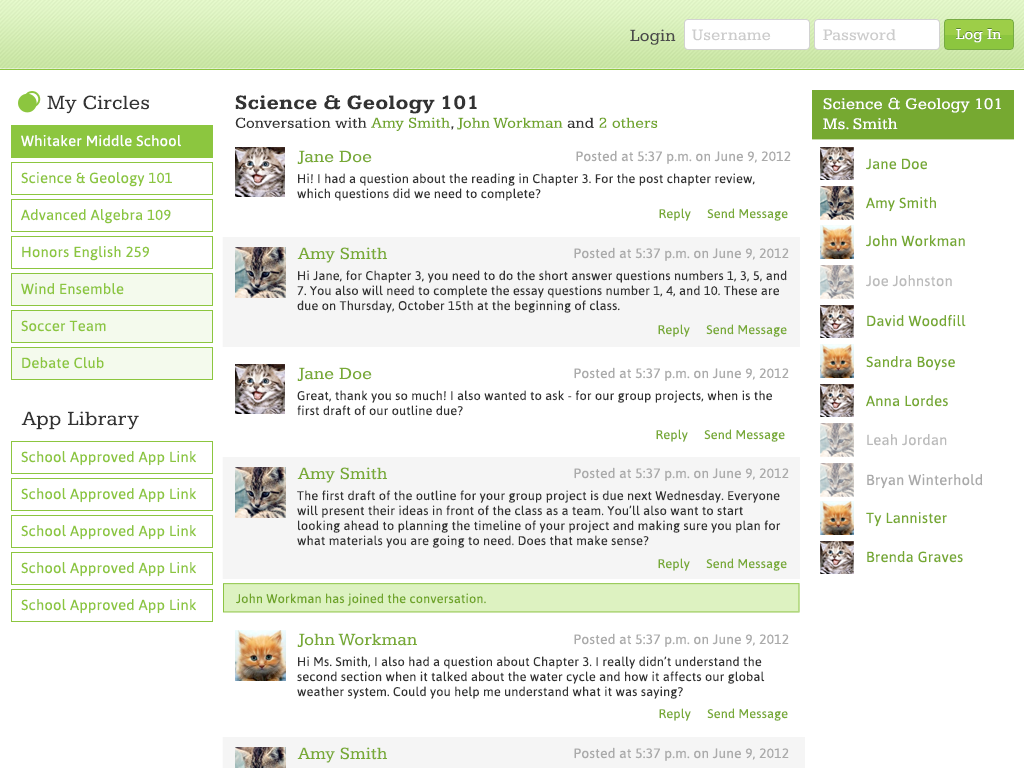 Login Username Password Log In
My Circles
Whitaker Middle School
Science & Geology 101
Advanced Algebra 109
Honors English 259
Wind Ensemble
Soccer Team
Debate Club
App Library
School Approved App Link
School Approved App Link
School Approved App Link
School Approved App Link
School Approved App Link
Science & Geology 101
Conversation with Amy Smith, John Workman and 2 others
Jane Doe Posted at 5:37 p.m. on June 9, 2012
Hi! I had a question about the reading in Chapter 3. For the post chapter review,
which questions did we need to complete?
Reply Send Message
Amy Smith Posted at 5:37 p.m. on June 9, 2012
Hi Jane, for Chapter 3, you need to do the short answer questions numbers 1, 3, 5, and
7. You also will need to complete the essay questions number 1, 4, and 10. These are
due on Thursday, October 15th at the beginning of class.
Reply Send Message
Jane Doe Posted at 5:37 p.m. on June 9, 2012
Great, thank you so much! I also wanted to ask - for our group projects, when is the
first draft of our outline due?
Reply Send Message
Amy Smith Posted at 5:37 p.m. on June 9, 2012
The first draft of the outline for your group project is due next Wednesday. Everyone
will present their ideas in front of the class as a team. You'll also want to start
looking ahead to planning the timeline of your project and making sure you plan for
what materials you are going to need. Does that make sense?
Reply Send Message
John Workman has joined the conversation.
John Workman Posted at 5:37 p.m. on June 9, 2012
Hi Ms. Smith, I also had a question about Chapter 3. I really didn't understand the
second section when it talked about the water cycle and how it affects our global
weather system. Could you help me understand what it was saying?
Reply Send Message
Amy Smith Posted at 5:37 p.m. on June 9, 2012
Science & Geology 101
Ms. Smith
Jane Doe
Amy Smith
John Workman
Joe Johnston
David Woodfill
Sandra Boyse
Anna Lordes
Leah Jordan
Bryan Winterhold
Ty Lannister
Brenda Graves